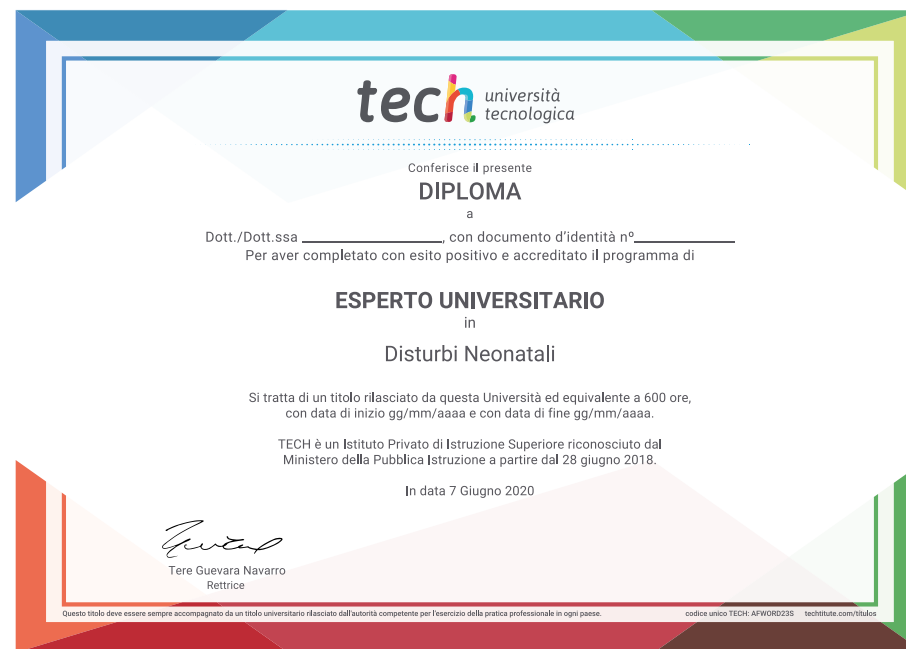 tech università
tecnologica
Conferisce il presente
DIPLOMA
a
Dott./Dott.ssa ____________________, con documento d'identità nº______________
Per aver completato con esito positivo e accreditato il programma di
ESPERTO UNIVERSITARIO
in
Disturbi Neonatali
Si tratta di un titolo rilasciato da questa Università ed equivalente a 600 ore,
con data di inizio gg/mm/aaaa e con data di fine gg/mm/aaaa.
TECH è un Istituto Privato di Istruzione Superiore riconosciuto dal
Ministero della Pubblica Istruzione a partire dal 28 giugno 2018.
In data 7 Giugno 2020
Tere Guevara Navarro
Rettrice
Questo titolo deve essere sempre accompagnato da un titolo universitario rilasciato dall'autorità competente per l'esercizio della pratica professionale in ogni paese. codice unico TECH: AFWORD23S techtitute.com/titulos